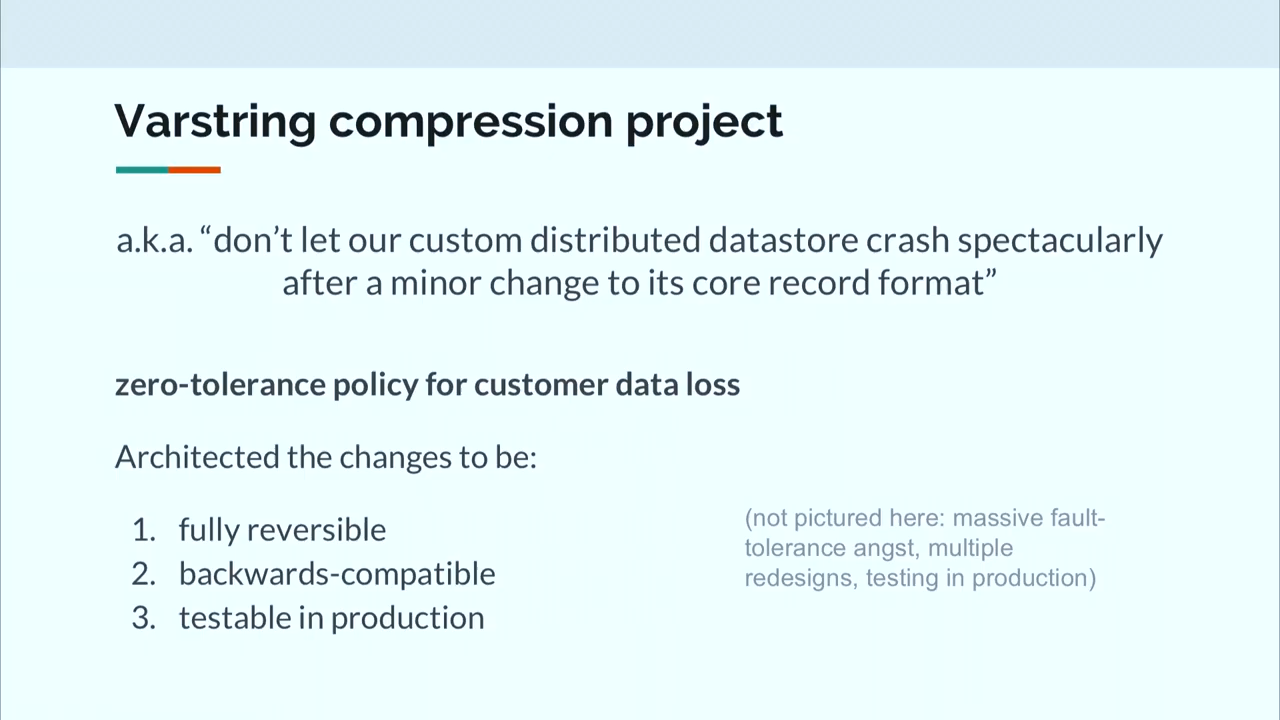 Varstring compression project
a.k.a. “don’t let our custom distributed datastore crash spectacularly
after a minor change to its core record format”
zero-tolerance policy for customer data loss
Architected the changes to be:
1. fully reversible
2. backwards-compatible
3. testable in production
(not pictured here: massive fault-
tolerance angst, multiple
redesigns, testing in production)